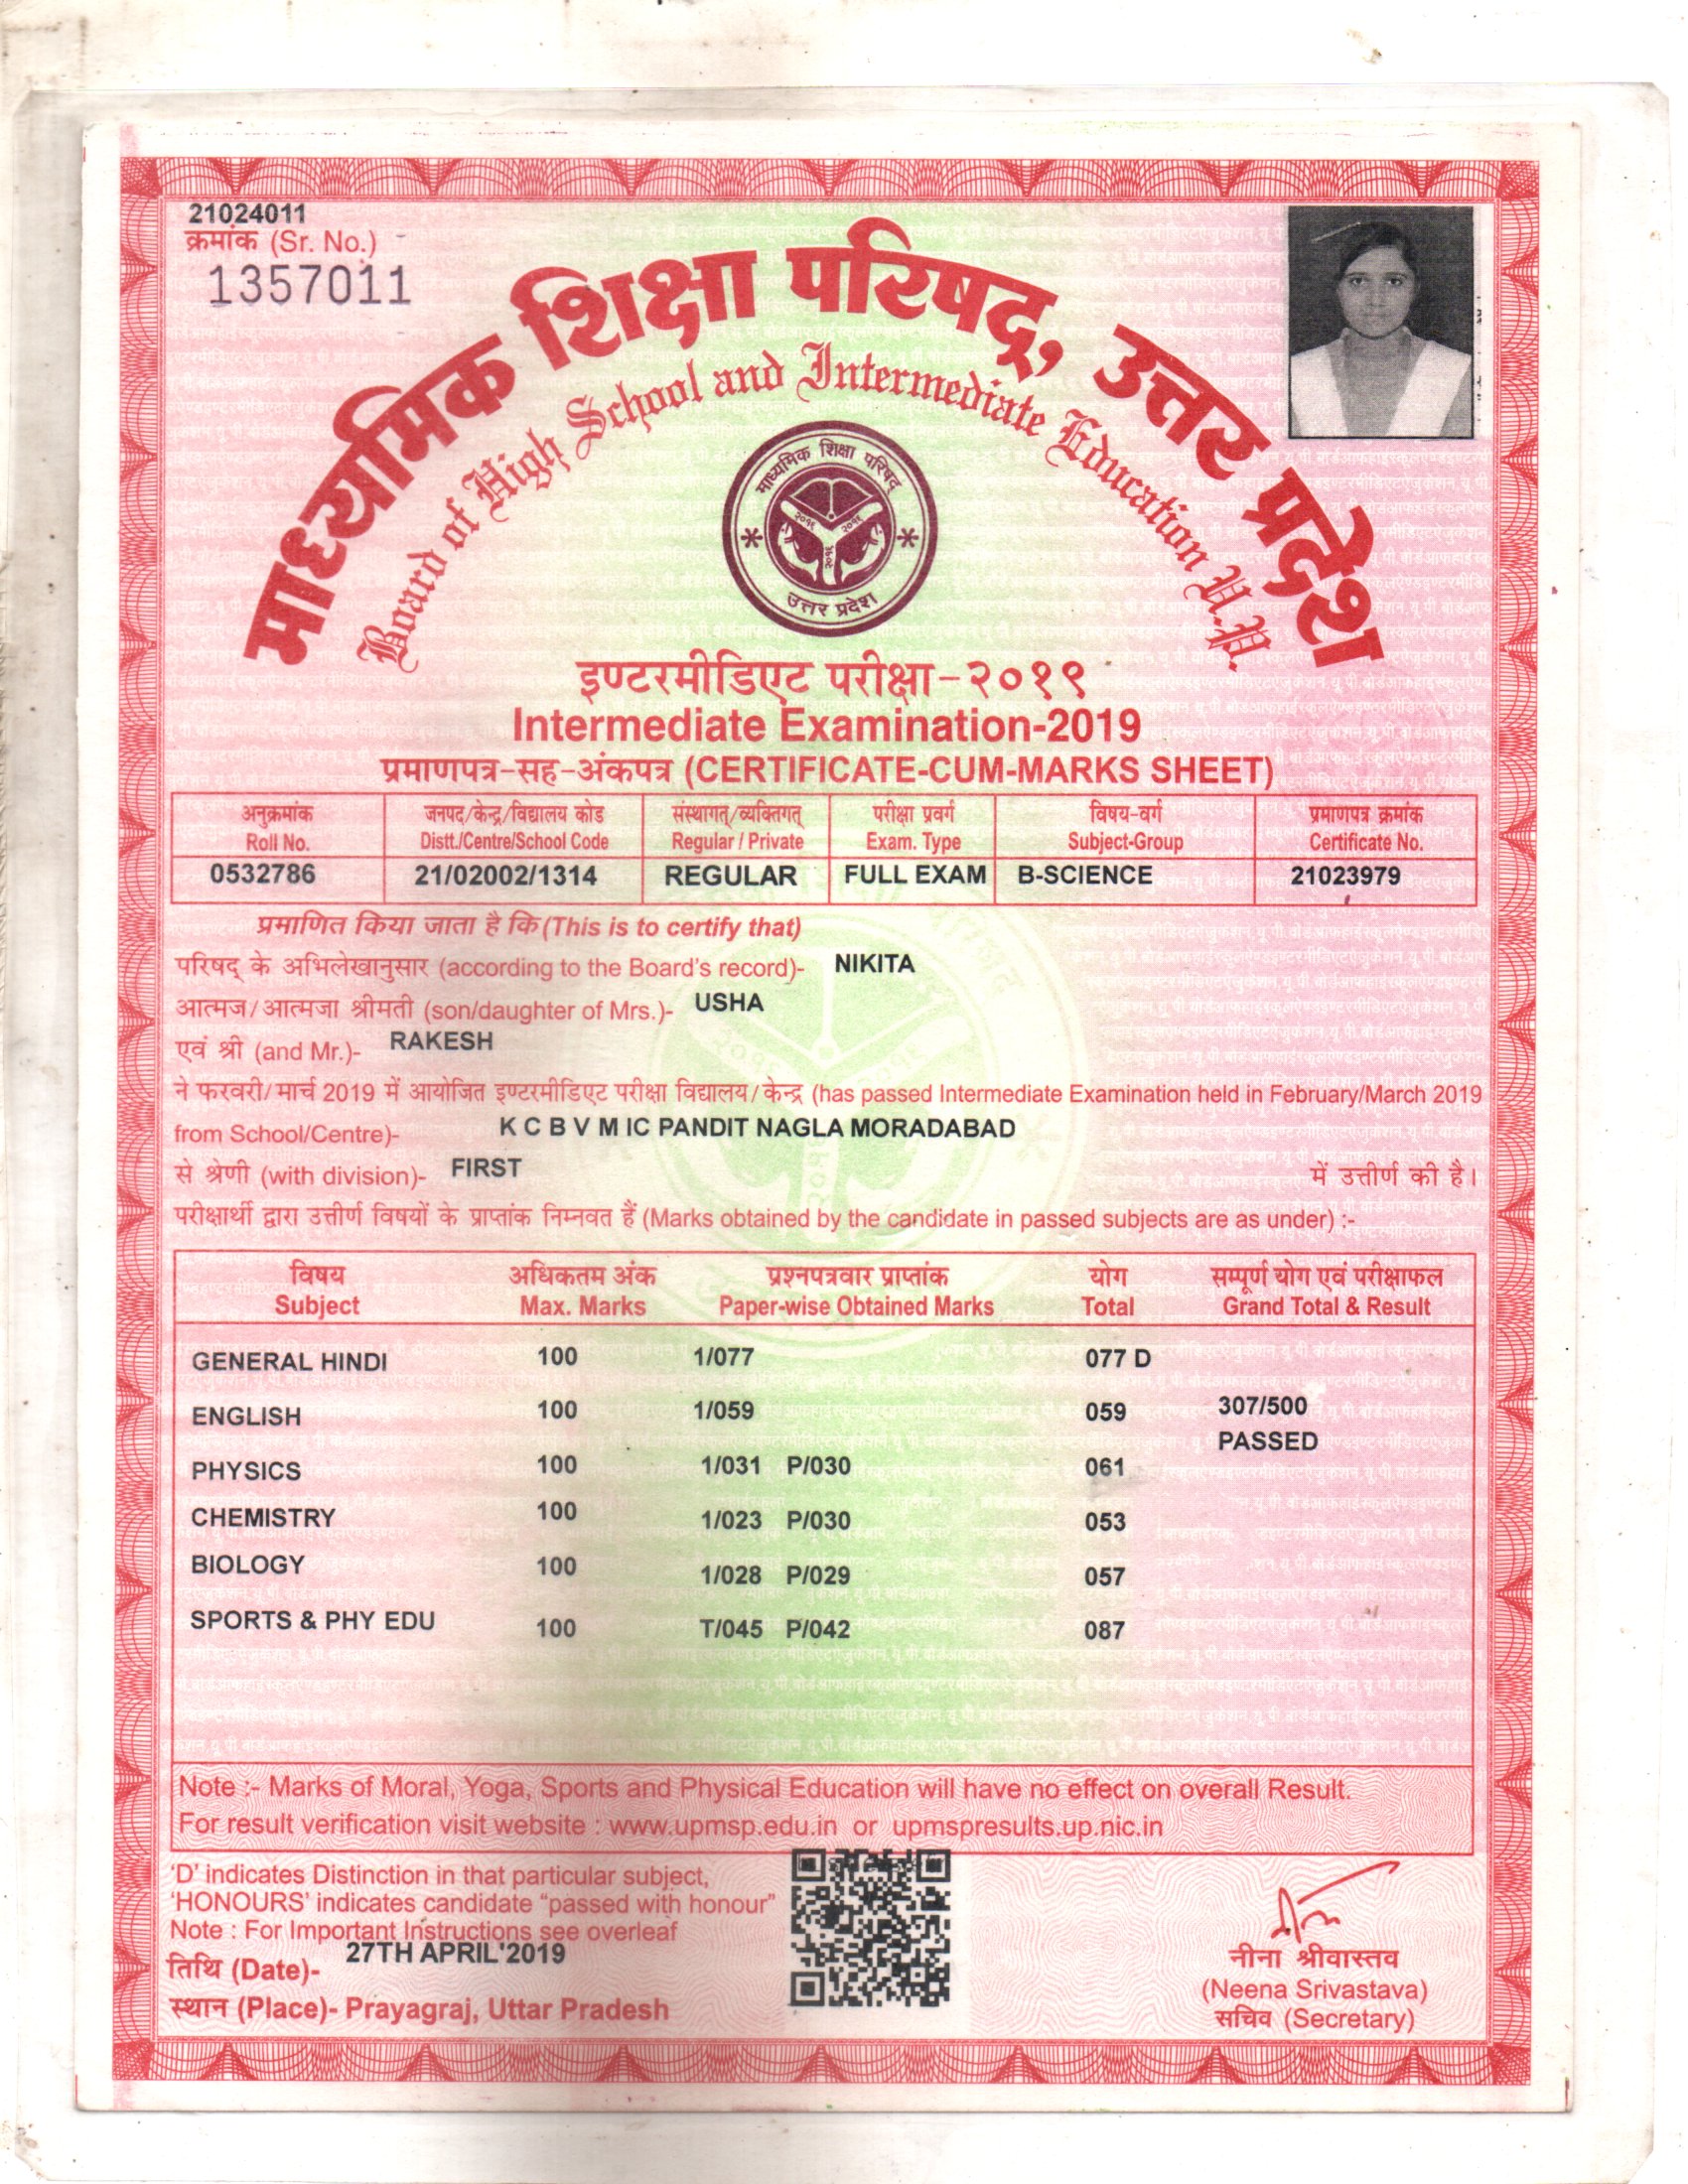 21024011
क्रमांक (Sr. No.)
1357011
माध्यमिक शिक्षा परिषद्, उत्तर प्रदेश
Board of High School and Intermediate Education U.P.
माध्यमिक शिक्षा परिषद्
उत्तर प्रदेश
इण्टरमीडिएट परीक्षा-२०१९
Intermediate Examination-2019
प्रमाणपत्र-सह-अंकपत्र (CERTIFICATE-CUM-MARKS SHEET)
अनुक्रमांक जनपद/केन्द्र/विद्यालय कोड संस्थागत्/व्यक्तिगत् परीक्षा प्रवर्ग विषय-वर्ग प्रमाणपत्र क्रमांक
Roll No. Distt./Centre/School Code Regular / Private Exam. Type Subject-Group Certificate No.
0532786 21/02002/1314 REGULAR FULL EXAM B-SCIENCE 21023979
प्रमाणित किया जाता है कि (This is to certify that)
परिषद् के अभिलेखानुसार (according to the Board's record)- NIKITA
आत्मज/आत्मजा श्रीमती (son/daughter of Mrs.)- USHA
एवं श्री (and Mr.)- RAKESH
ने फरवरी/मार्च 2019 में आयोजित इण्टरमीडिएट परीक्षा विद्यालय/केन्द्र (has passed Intermediate Examination held in February/March 2019
from School/Centre)- K C B V M IC PANDIT NAGLA MORADABAD
से श्रेणी (with division)- FIRST में उत्तीर्ण की है।
परीक्षार्थी द्वारा उत्तीर्ण विषयों के प्राप्तांक निम्नवत हैं (Marks obtained by the candidate in passed subjects are as under) :-
विषय अधिकतम अंक प्रश्नपत्रवार प्राप्तांक योग सम्पूर्ण योग एवं परीक्षाफल
Subject Max. Marks Paper-wise Obtained Marks Total Grand Total & Result
GENERAL HINDI 100 1/077 077 D
ENGLISH 100 1/059 059 307/500
PASSED
PHYSICS 100 1/031 P/030 061
CHEMISTRY 100 1/023 P/030 053
BIOLOGY 100 1/028 P/029 057
SPORTS & PHY EDU 100 T/045 P/042 087
Note :- Marks of Moral, Yoga, Sports and Physical Education will have no effect on overall Result.
For result verification visit website : www.upmsp.edu.in or upmspresults.up.nic.in
'D' indicates Distinction in that particular subject,
'HONOURS' indicates candidate "passed with honour"
Note : For Important Instructions see overleaf
तिथि (Date)- 27TH APRIL'2019
स्थान (Place)- Prayagraj, Uttar Pradesh
नीना श्रीवास्तव
(Neena Srivastava)
सचिव (Secretary)